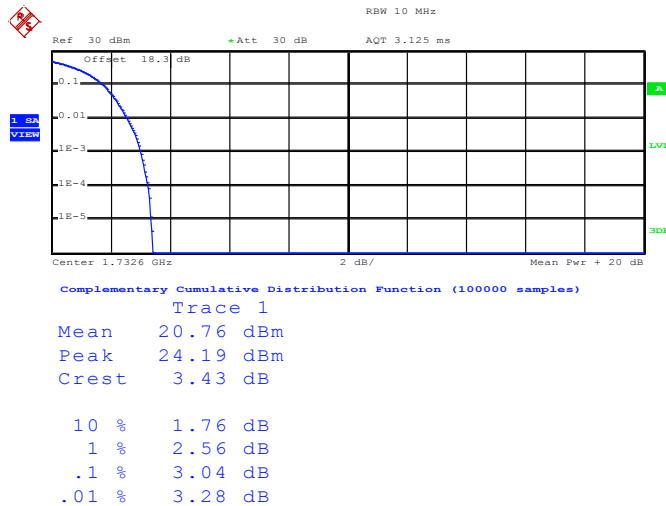 RBW 10 MHz
Ref 30 dBm *Att 30 dB AQT 3.125 ms
Offset 18.3 dB
0.1
A
0.01
1 SA
VIEW
1E-3
1E-4
1E-5
Center 1.7326 GHz 2 dB/ Mean Pwr + 20 dB
Complementary Cumulative Distribution Function (100000 samples)
Trace 1
Mean 20.76 dBm
Peak 24.19 dBm
Crest 3.43 dB
10 % 1.76 dB
1 % 2.56 dB
.1 % 3.04 dB
.01 % 3.28 dB